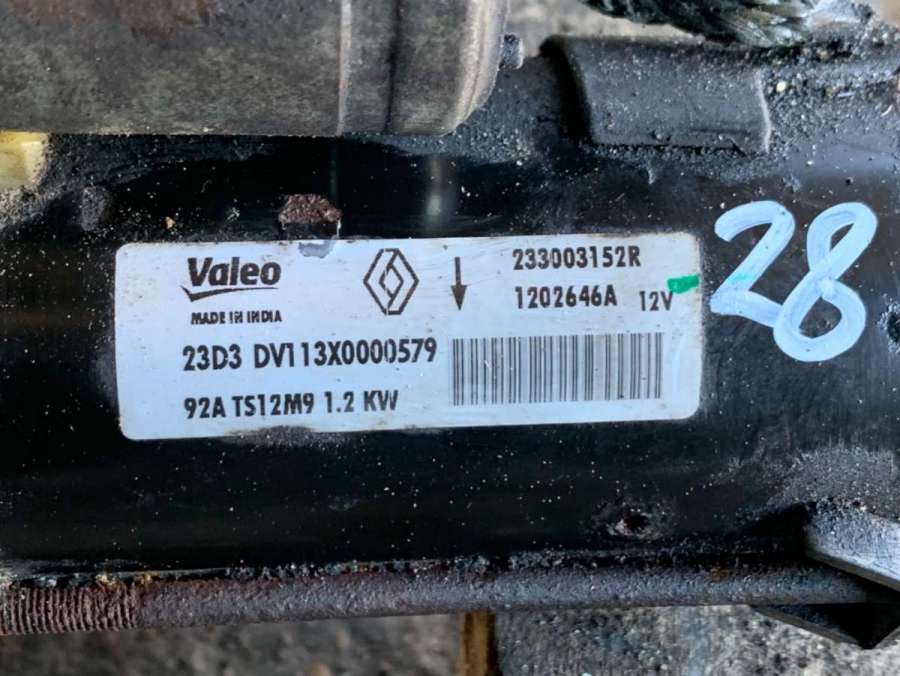 Valeo
MADE IN INDIA
233003152R
1202646A 12V
23D3 DV113X0000579
92A TS12M9 1.2 KW
28